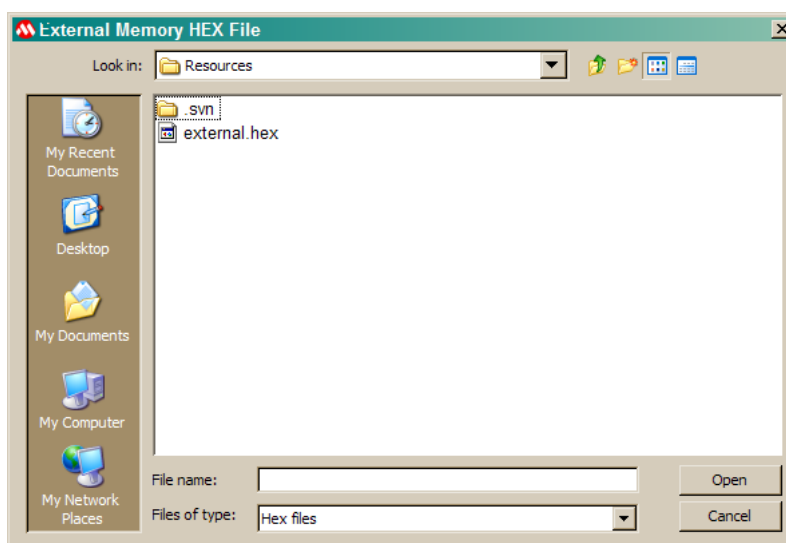 External Memory HEX File
Look in: Resources
.svn
external.hex
My Recent
Documents
Desktop
My Documents
My Computer
My Network
Places
File name:
Open
Files of type: Hex files
Cancel